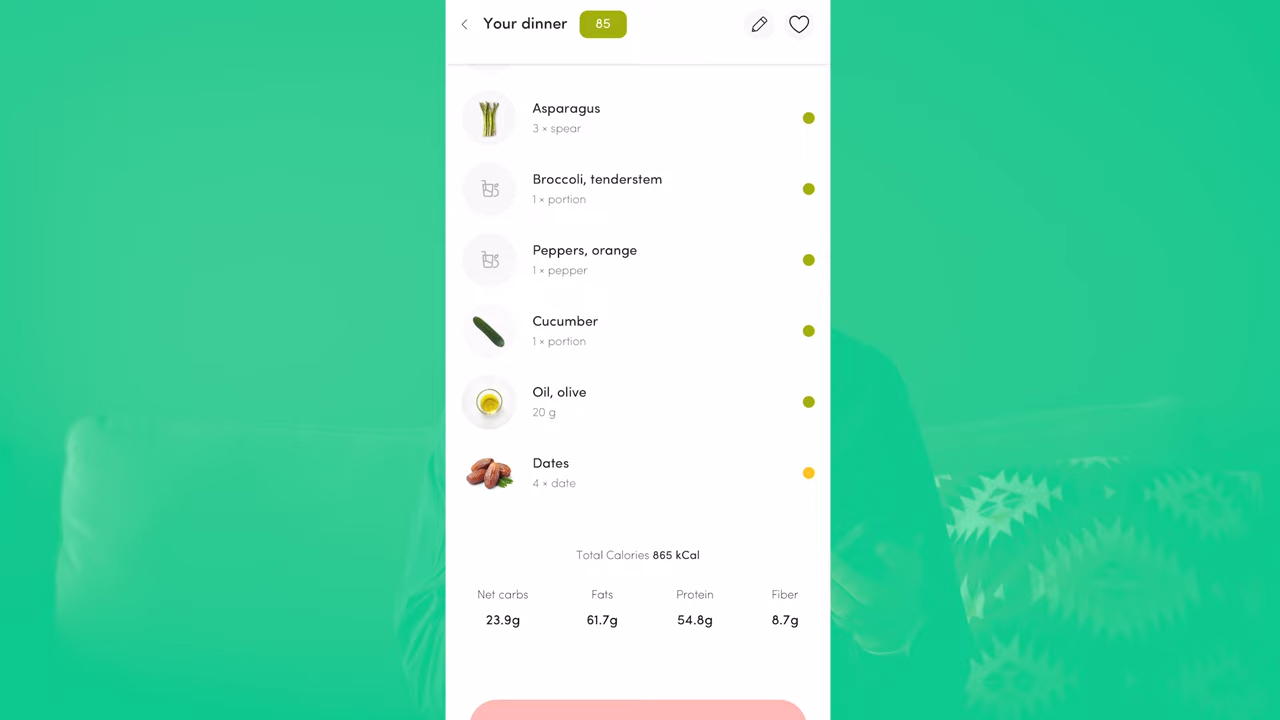 Your dinner 85
Asparagus
3 × spear
Broccoli, tenderstem
1 × portion
Peppers, orange
1 × pepper
Cucumber
1 × portion
Oil, olive
20 g
Dates
4 × date
Total Calories 865 kCal
Net carbs Fats Protein Fiber
23.9g 61.7g 54.8g 8.7g